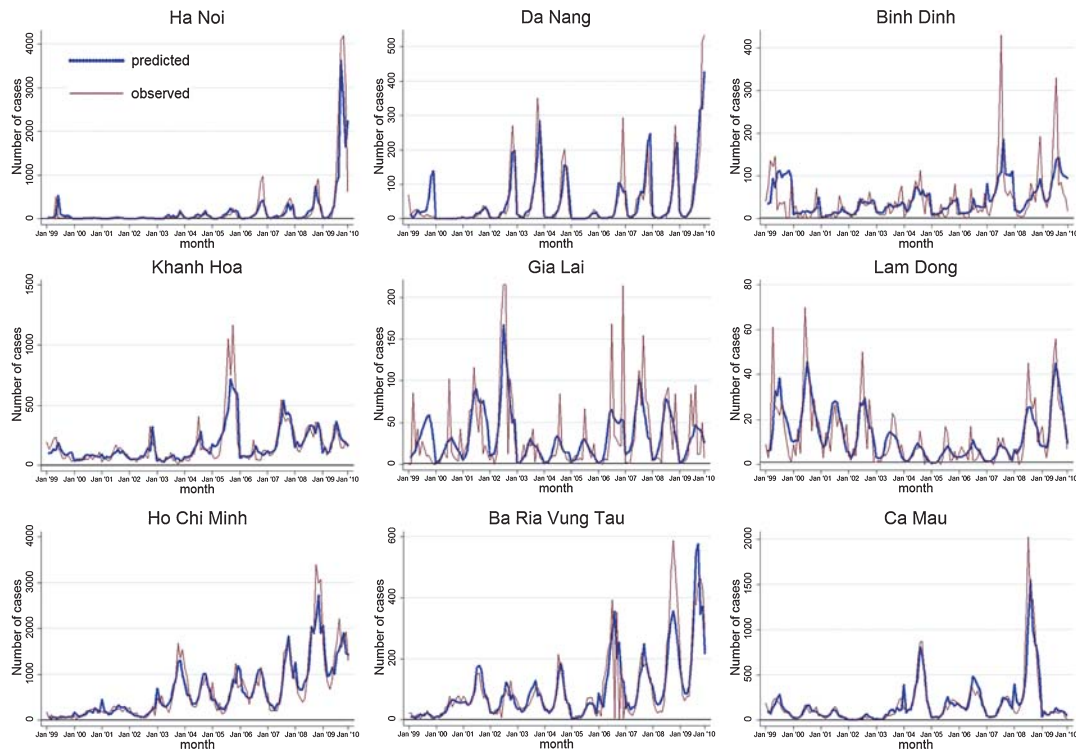 Ha Noi
Number of cases
4000
3000
2000
1000
0
predicted
observed
Jan '99 Jan '00 Jan '01 Jan '02 Jan '03 Jan '04 Jan '05 Jan '06 Jan '07 Jan '08 Jan '09 Jan '10
month
Da Nang
Number of cases
500
400
300
200
100
0
Jan '99 Jan '00 Jan '01 Jan '02 Jan '03 Jan '04 Jan '05 Jan '06 Jan '07 Jan '08 Jan '09 Jan '10
month
Binh Dinh
Number of cases
400
300
200
100
0
Jan '99 Jan '00 Jan '01 Jan '02 Jan '03 Jan '04 Jan '05 Jan '06 Jan '07 Jan '08 Jan '09 Jan '10
month
Khanh Hoa
Number of cases
1500
1000
500
0
Jan '99 Jan '00 Jan '01 Jan '02 Jan '03 Jan '04 Jan '05 Jan '06 Jan '07 Jan '08 Jan '09 Jan '10
month
Gia Lai
Number of cases
200
150
100
50
0
Jan '99 Jan '00 Jan '01 Jan '02 Jan '03 Jan '04 Jan '05 Jan '06 Jan '07 Jan '08 Jan '09 Jan '10
month
Lam Dong
Number of cases
80
60
40
20
0
Jan '99 Jan '00 Jan '01 Jan '02 Jan '03 Jan '04 Jan '05 Jan '06 Jan '07 Jan '08 Jan '09 Jan '10
month
Ho Chi Minh
Number of cases
4000
3000
2000
1000
0
Jan '99 Jan '00 Jan '01 Jan '02 Jan '03 Jan '04 Jan '05 Jan '06 Jan '07 Jan '08 Jan '09 Jan '10
month
Ba Ria Vung Tau
Number of cases
600
400
200
0
Jan '99 Jan '00 Jan '01 Jan '02 Jan '03 Jan '04 Jan '05 Jan '06 Jan '07 Jan '08 Jan '09 Jan '10
month
Ca Mau
Number of cases
2000
1500
1000
500
0
Jan '99 Jan '00 Jan '01 Jan '02 Jan '03 Jan '04 Jan '05 Jan '06 Jan '07 Jan '08 Jan '09 Jan '10
month